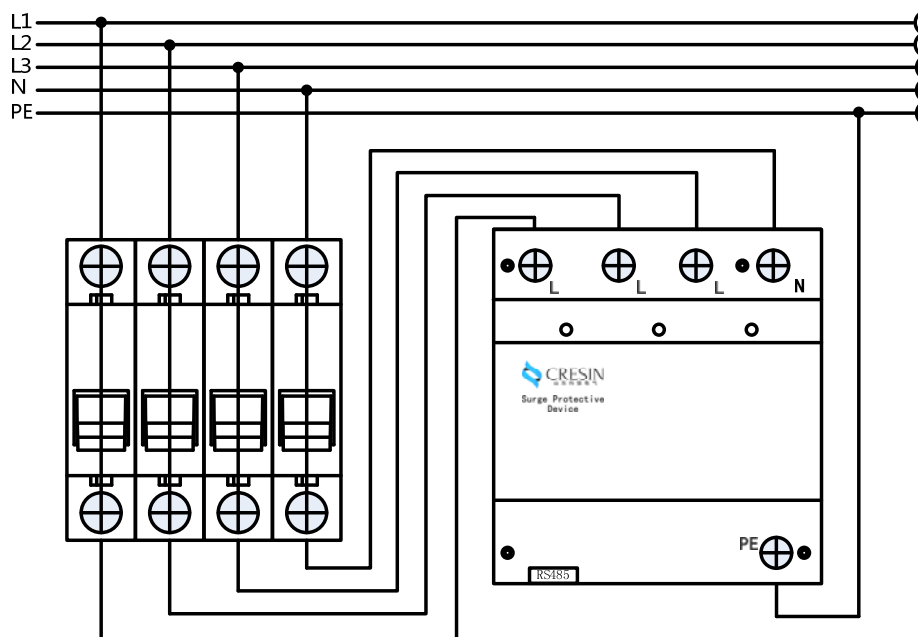 L1
L2
L3
N
PE
L
L
L
N
CRESIN
Surge Protective
Device
PE
RS485